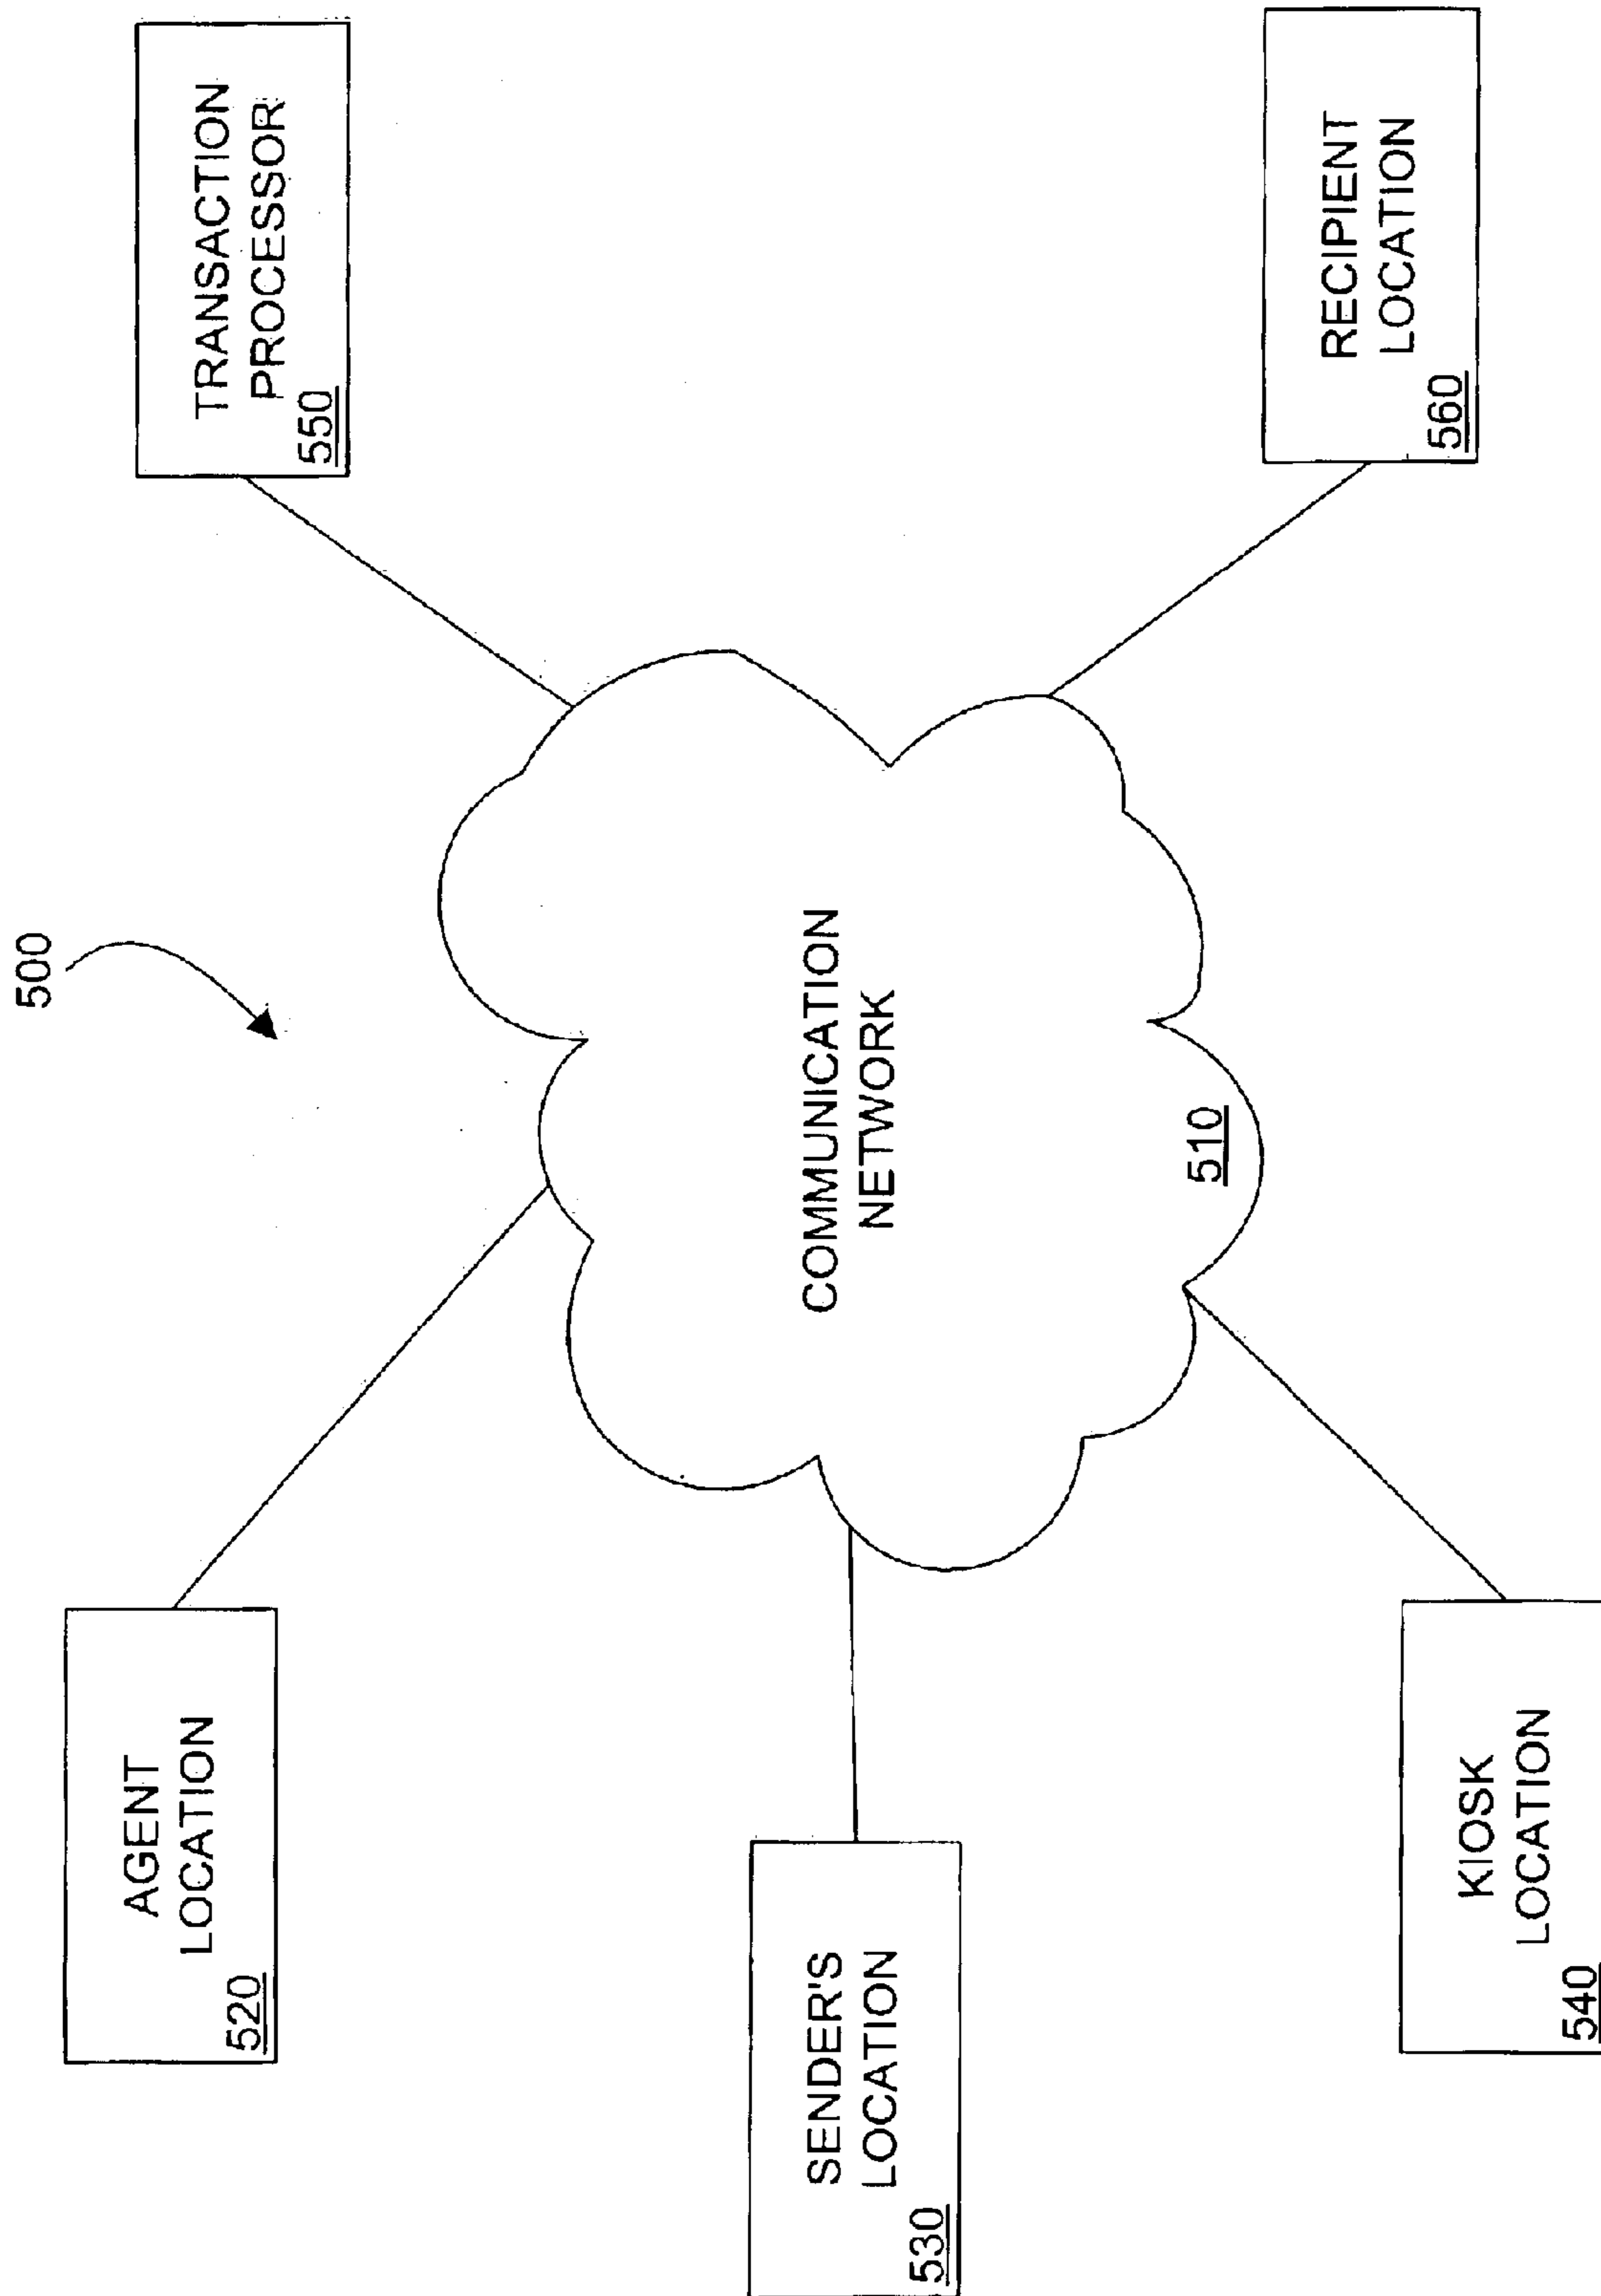 500
AGENT
LOCATION
520
TRANSACTION
PROCESSOR
550
SENDER'S
LOCATION
530
COMMUNICATION
NETWORK
510
KIOSK
LOCATION
540
RECIPIENT
LOCATION
560